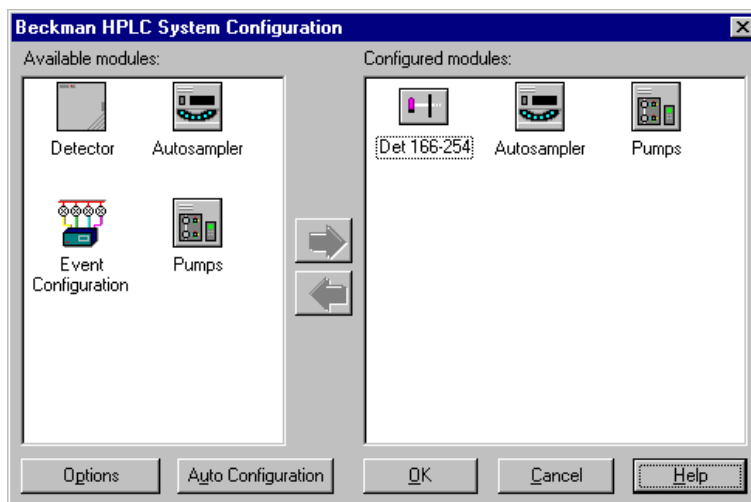 Beckman HPLC System Configuration
Available modules:
Configured modules:
Detector
Autosampler
Det 166-254
Autosampler
Pumps
Event
Configuration
Pumps
Options
Auto Configuration
OK
Cancel
Help